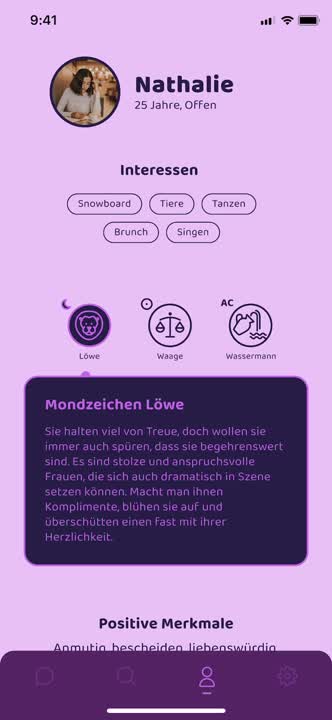 9:41
Nathalie
25 Jahre, Offen
Interessen
Snowboard Tiere Tanzen
Brunch Singen
AC
Löwe Waage Wassermann
Mondzeichen Löwe
Sie halten viel von Treue, doch wollen sie
immer auch spüren, dass sie begehrenswert
sind. Es sind stolze und anspruchsvolle
Frauen, die sich auch dramatisch in Szene
setzen können. Macht man ihnen
Komplimente, blühen sie auf und
überschütten einen fast mit ihrer
Herzlichkeit.
Positive Merkmale
Anmutig, bescheiden, liebenswürdig,